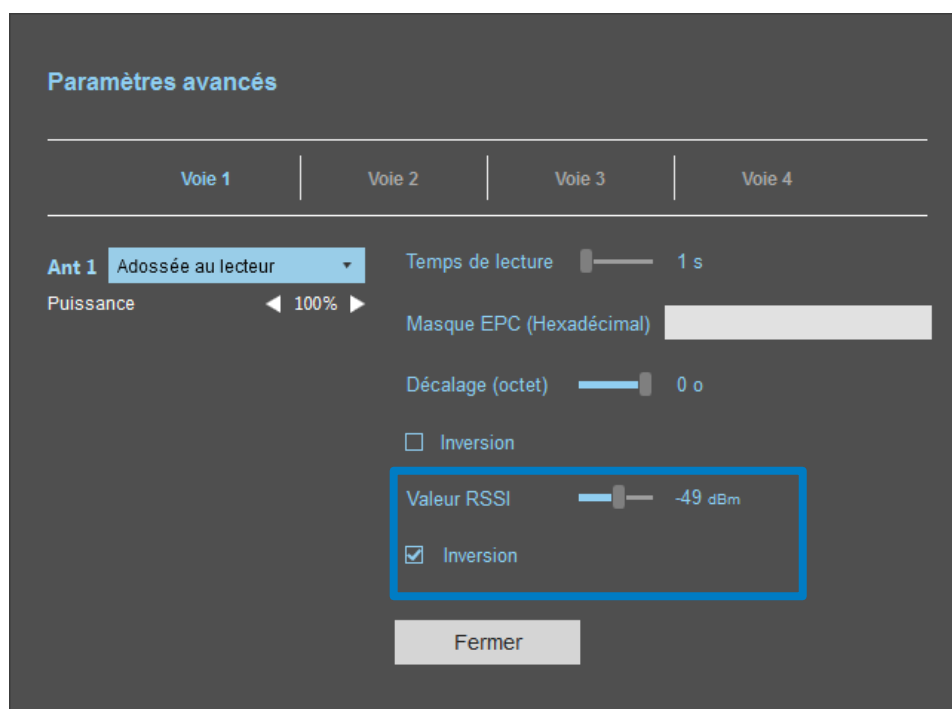 Paramètres avancés
Voie 1 Voie 2 Voie 3 Voie 4
Ant 1 Adossée au lecteur
Puissance 100%
Temps de lecture 1 s
Masque EPC (Hexadécimal)
Décalage (octet) 0 o
Inversion
Valeur RSSI -49 dBm
Inversion
Fermer